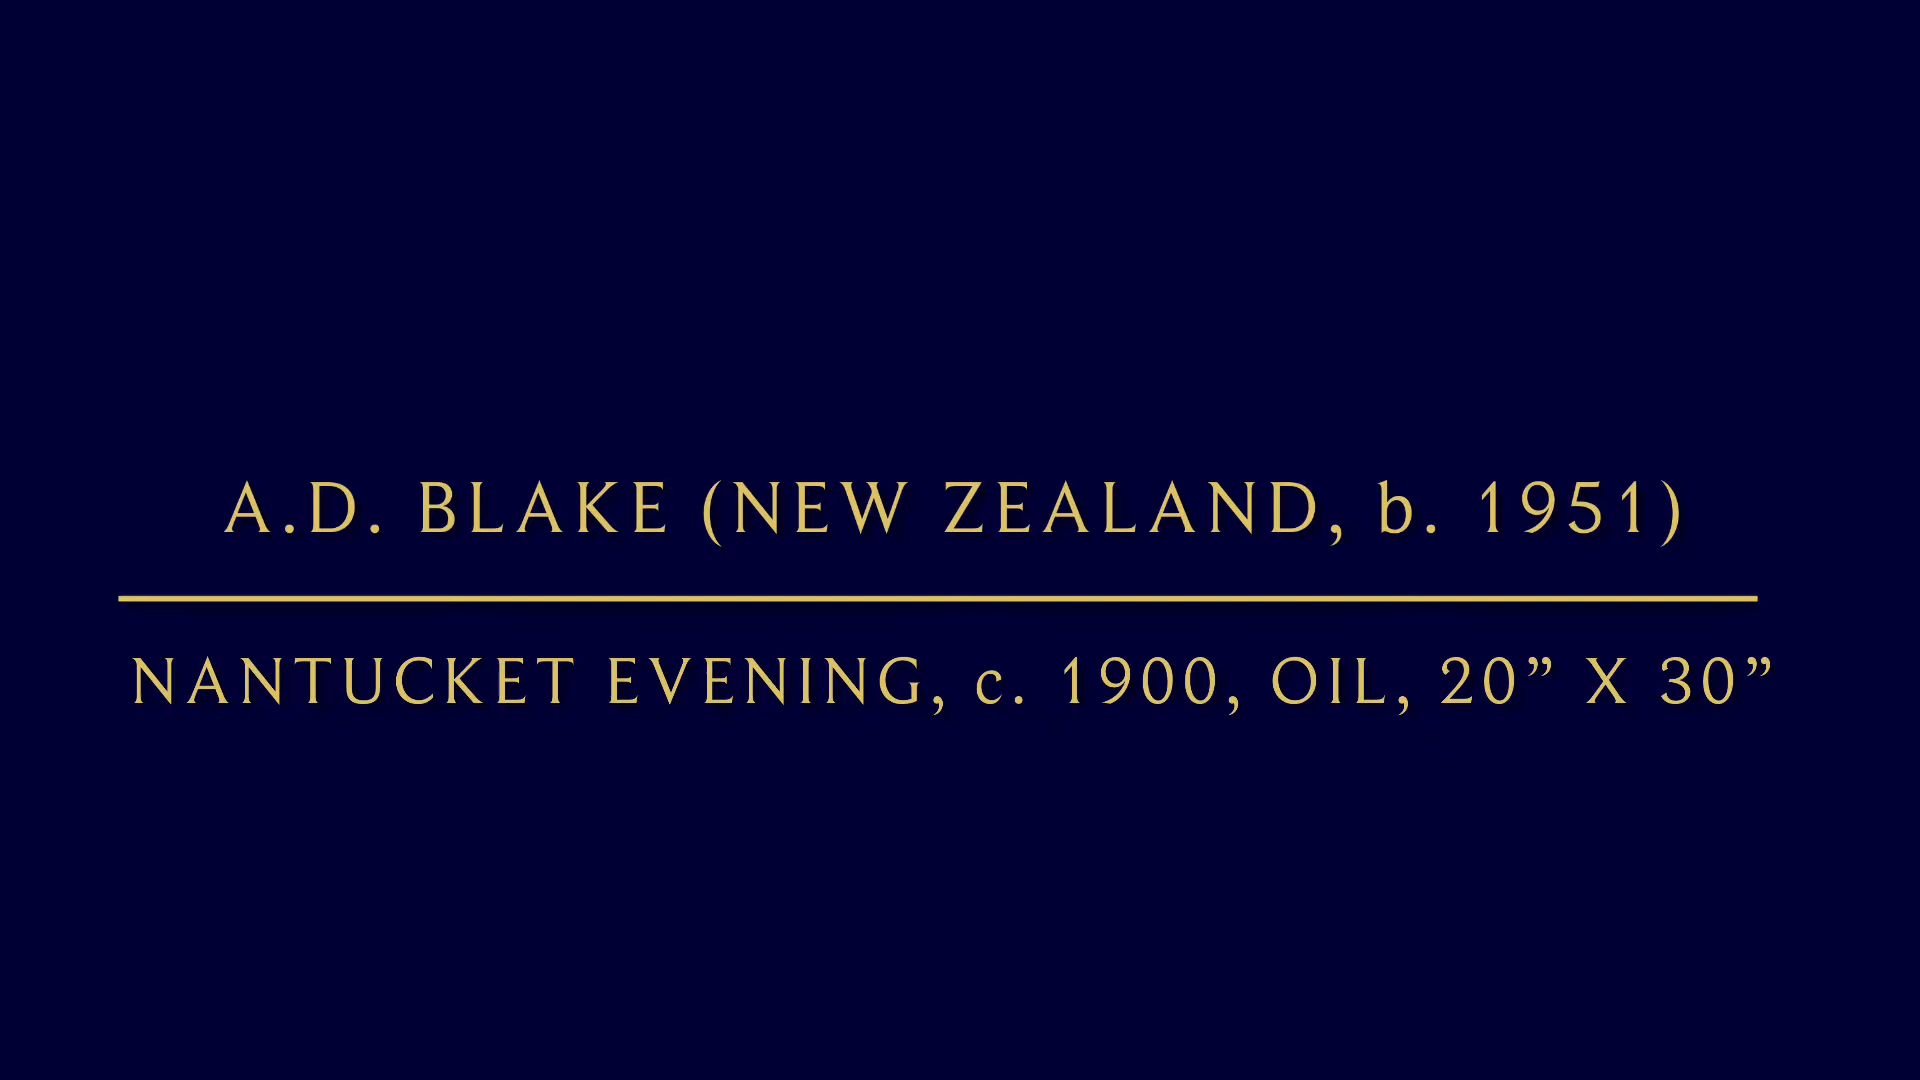 A.D. BLAKE (NEW ZEALAND, b. 1951)
NANTUCKET EVENING, c. 1900, OIL, 20” X 30”